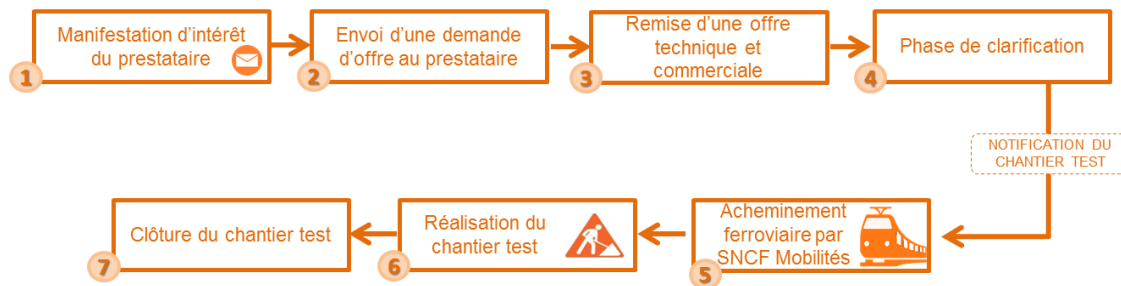 Manifestation d'intérêt
du prestataire
1
Envoi d'une demande
d'offre au prestataire
2
Remise d'une offre
technique et
commerciale
3
Phase de clarification
4
NOTIFICATION DU
CHANTIER TEST
Acheminement
ferroviaire par
SNCF Mobilités
5
Réalisation du
chantier test
6
Clôture du chantier test
7